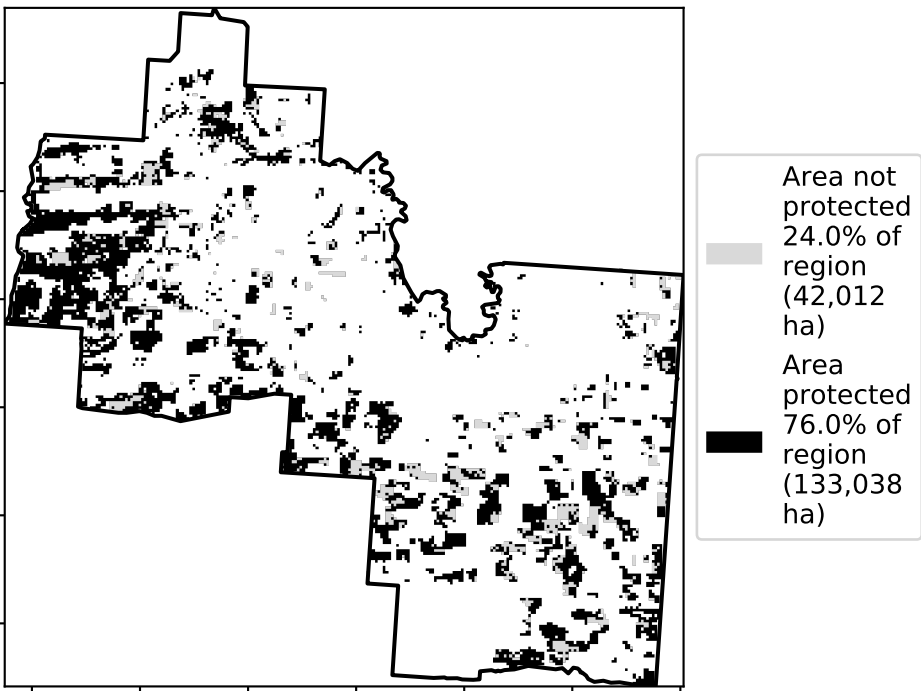 Area not
protected
24.0% of
region
(42,012
ha)
Area
protected
76.0% of
region
(133,038
ha)